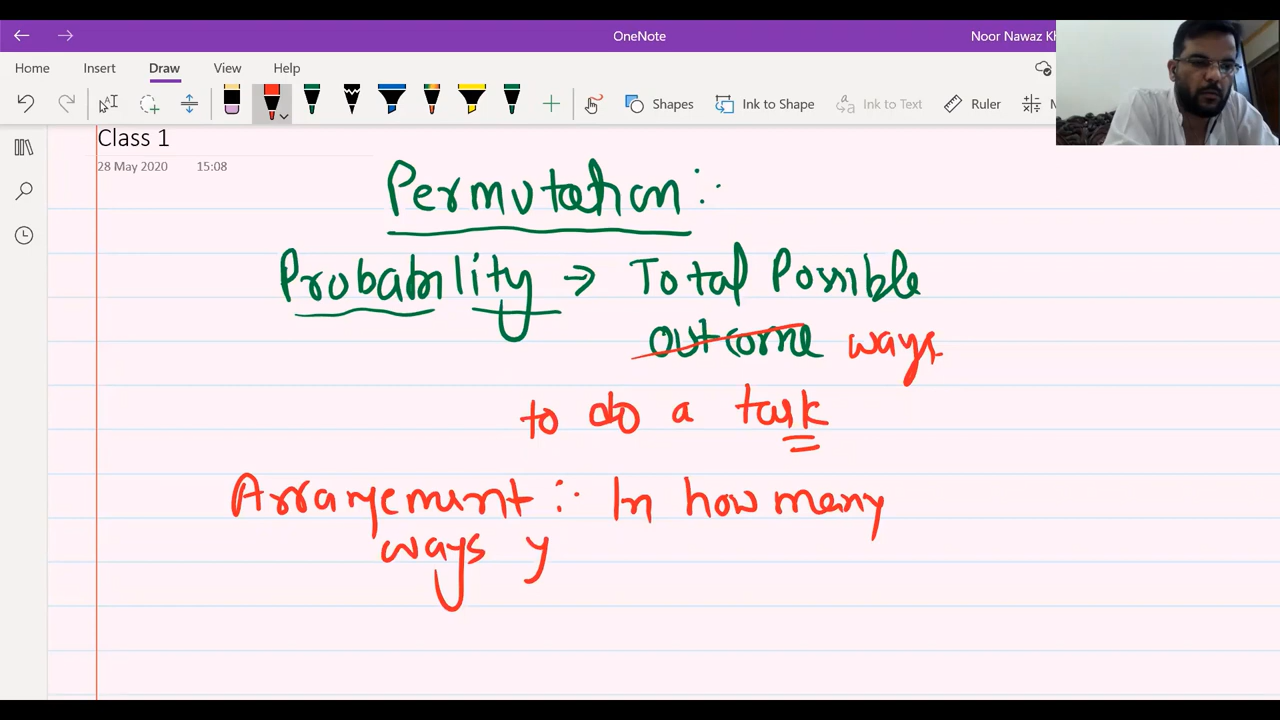 OneNote
Noor Nawaz Kh
Home Insert Draw View Help
Shapes Ink to Shape Ink to Text Ruler M
Class 1
28 May 2020 15:08
Permutation :-
Probability → Total Possible
outcome ways
to do a task
Arrangement :- In how many
ways y